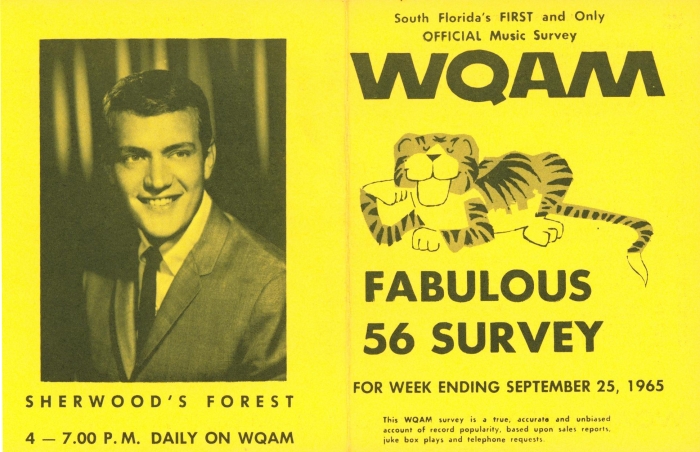 SHERWOOD'S FOREST
4 — 7.00 P. M. DAILY ON WQAM
South Florida's FIRST and Only
OFFICIAL Music Survey
WQAM
FABULOUS
56 SURVEY
FOR WEEK ENDING SEPTEMBER 25, 1965
This WQAM survey is a true, accurate and unbiased
account of record popularity, based upon sales reports,
juke box plays and telephone requests.